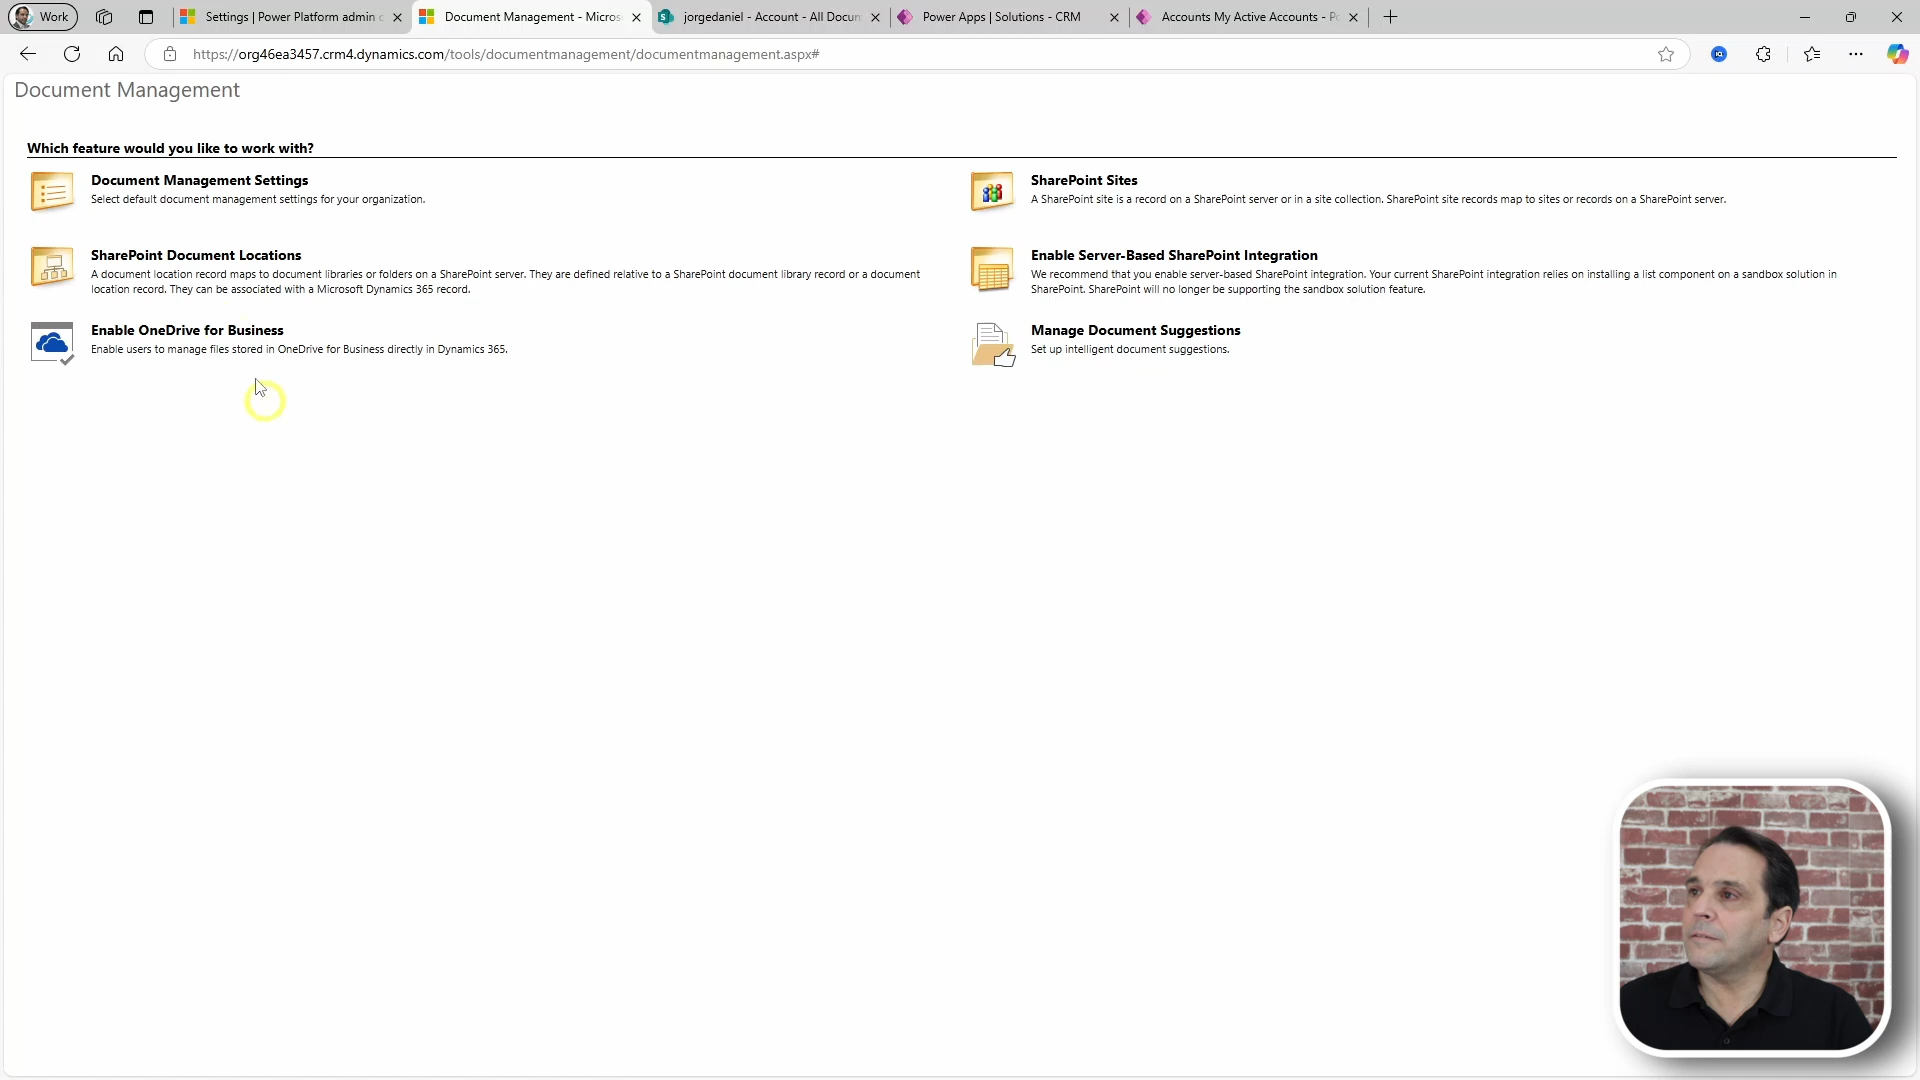 Work
Settings | Power Platform admin c
Document Management - Micros
jorgedaniel - Account - All Docum
Power Apps | Solutions - CRM
Accounts My Active Accounts - Po
https://org46ea3457.crm4.dynamics.com/tools/documentmanagement/documentmanagement.aspx#
Document Management
Which feature would you like to work with?
Document Management Settings
Select default document management settings for your organization.
SharePoint Sites
A SharePoint site is a record on a SharePoint server or in a site collection. SharePoint site records map to sites or records on a SharePoint server.
SharePoint Document Locations
A document location record maps to document libraries or folders on a SharePoint server. They are defined relative to a SharePoint document library record or a document
location record. They can be associated with a Microsoft Dynamics 365 record.
Enable Server-Based SharePoint Integration
We recommend that you enable server-based SharePoint integration. Your current SharePoint integration relies on installing a list component on a sandbox solution in
SharePoint. SharePoint will no longer be supporting the sandbox solution feature.
Enable OneDrive for Business
Enable users to manage files stored in OneDrive for Business directly in Dynamics 365.
Manage Document Suggestions
Set up intelligent document suggestions.